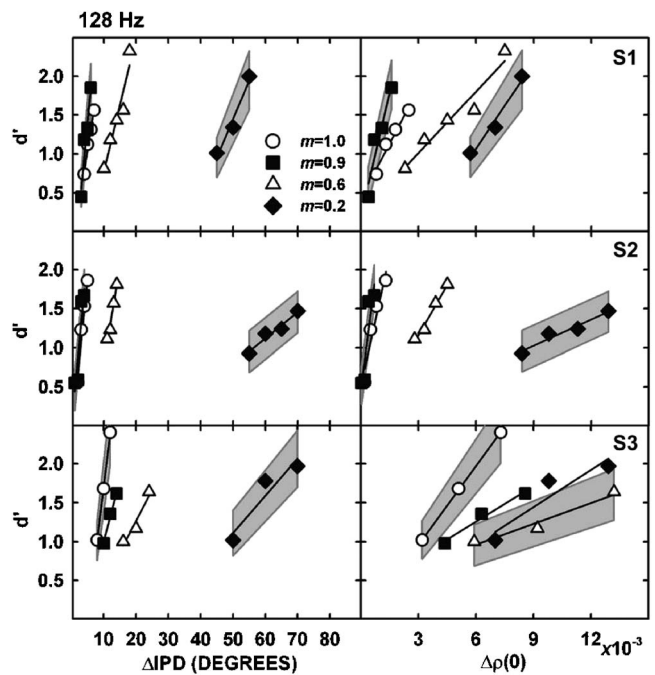 128 Hz
S1
d'
2.0
1.5
1.0
0.5
m=1.0
m=0.9
m=0.6
m=0.2
S2
d'
2.0
1.5
1.0
0.5
S3
d'
2.0
1.5
1.0
0.5
10 20 30 40 50 60 70 80
3 6 9 12 x10⁻³
ΔIPD (DEGREES)
Δρ(0)